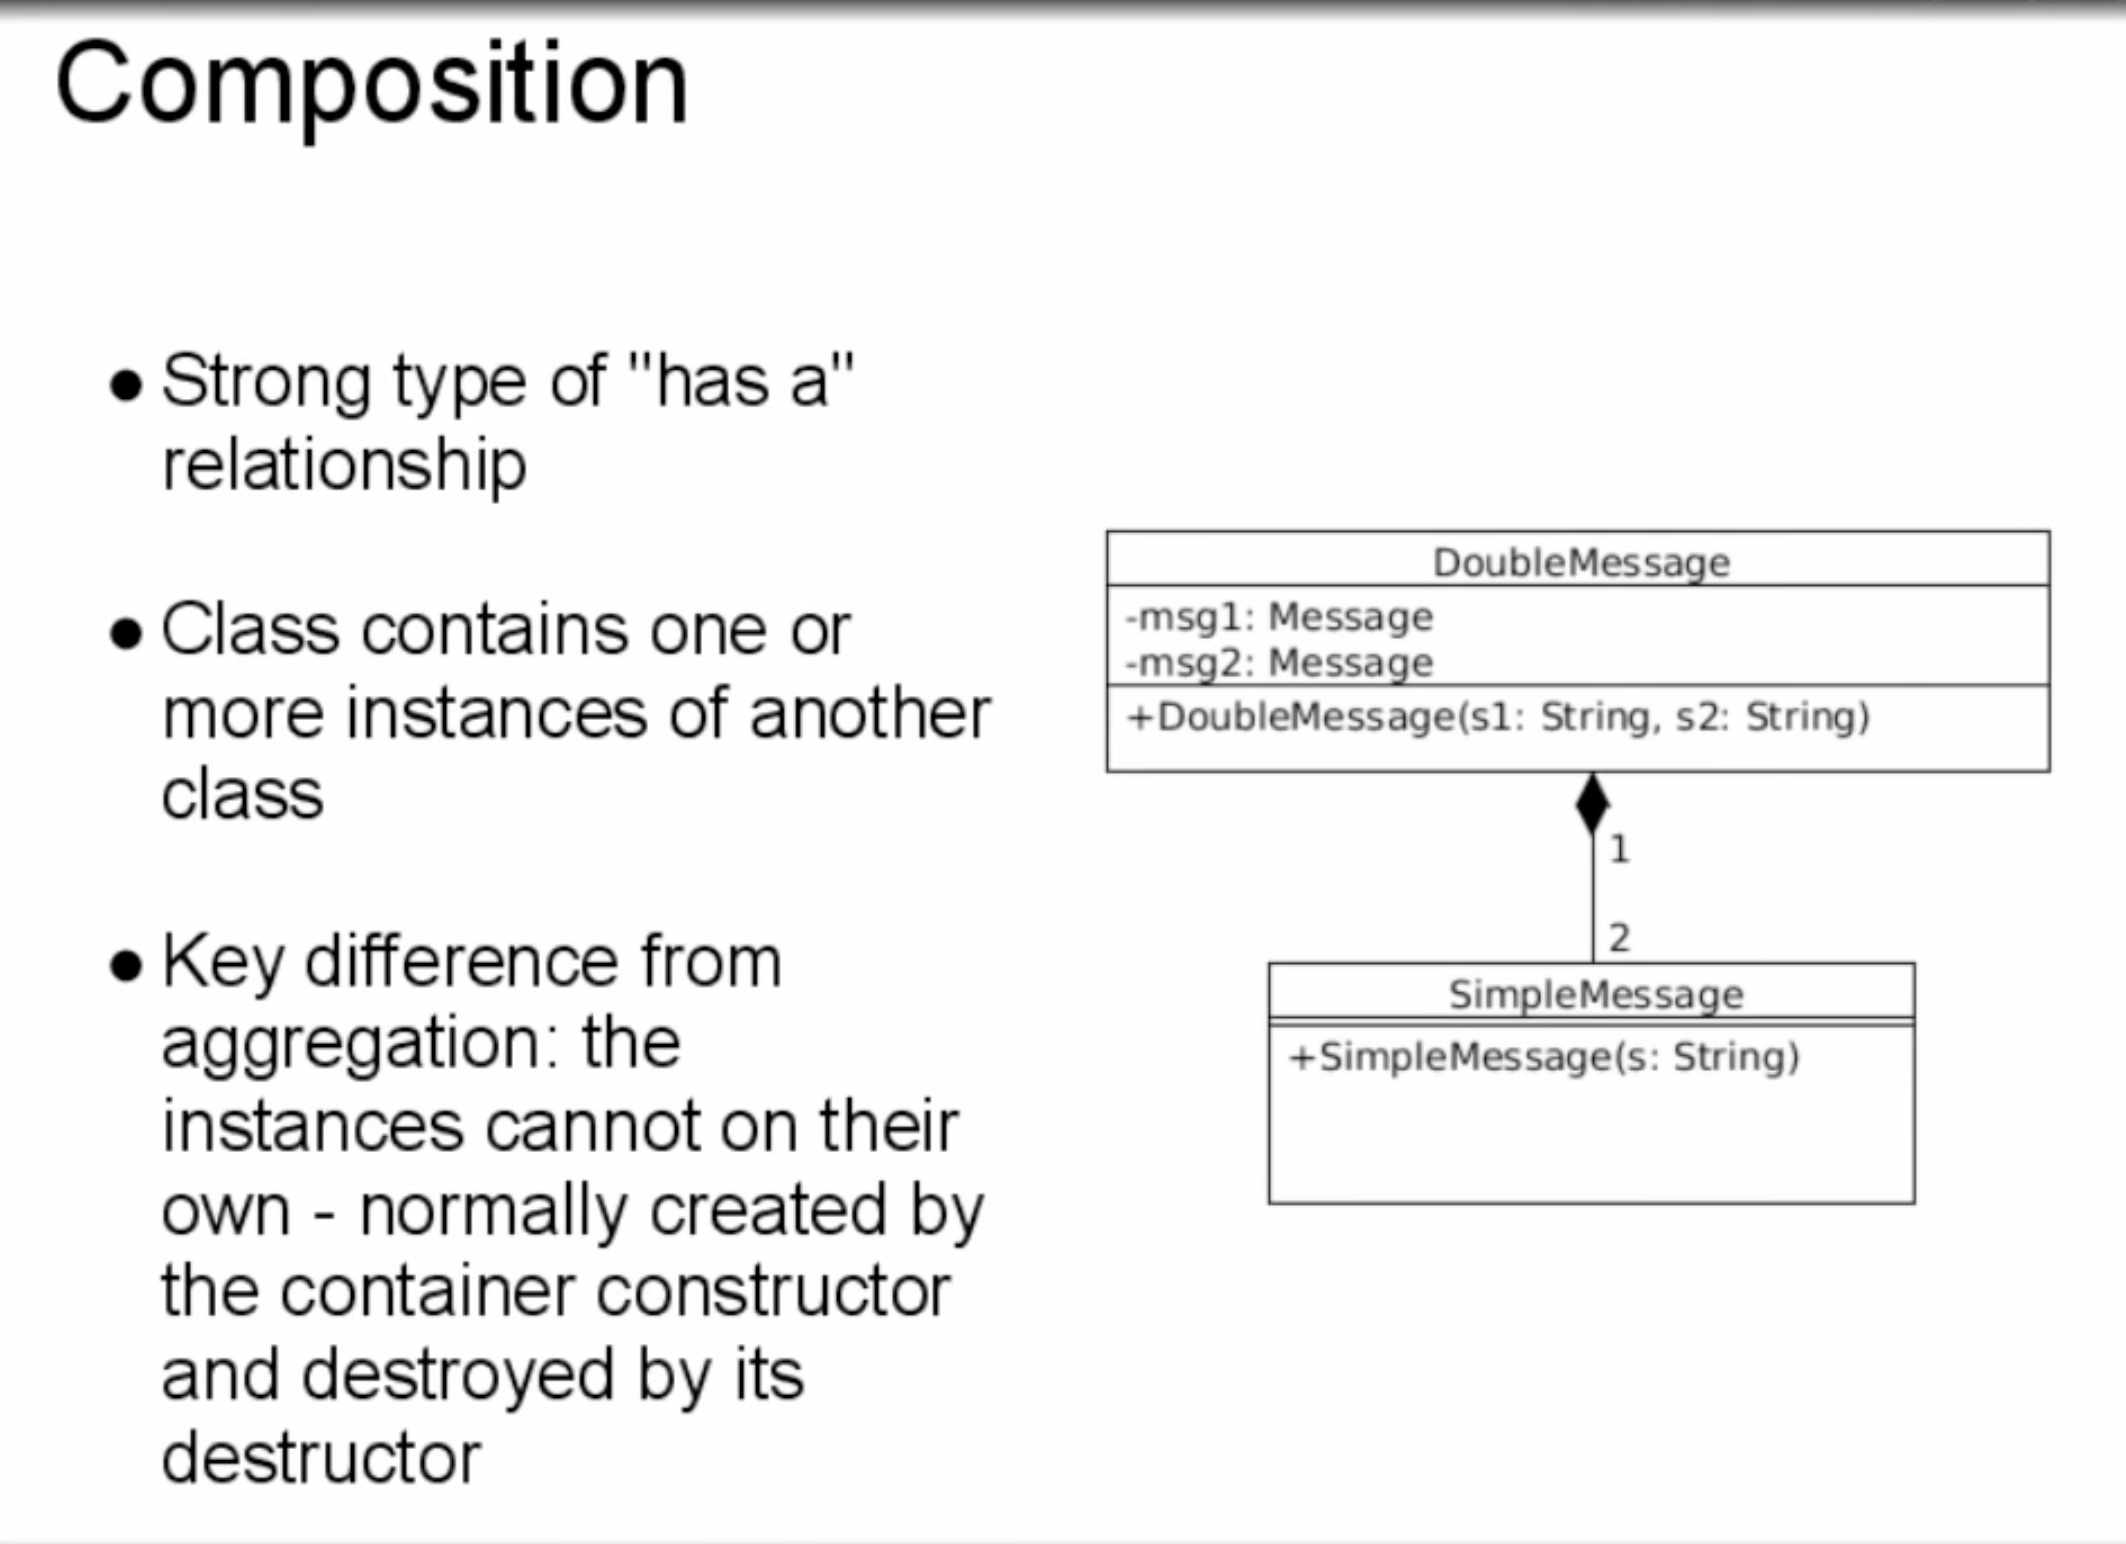 Composition
● Strong type of "has a"
relationship
● Class contains one or
more instances of another
class
● Key difference from
aggregation: the
instances cannot on their
own - normally created by
the container constructor
and destroyed by its
destructor
DoubleMessage
-msg1: Message
-msg2: Message
+DoubleMessage(s1: String, s2: String)
1
2
SimpleMessage
+SimpleMessage(s: String)